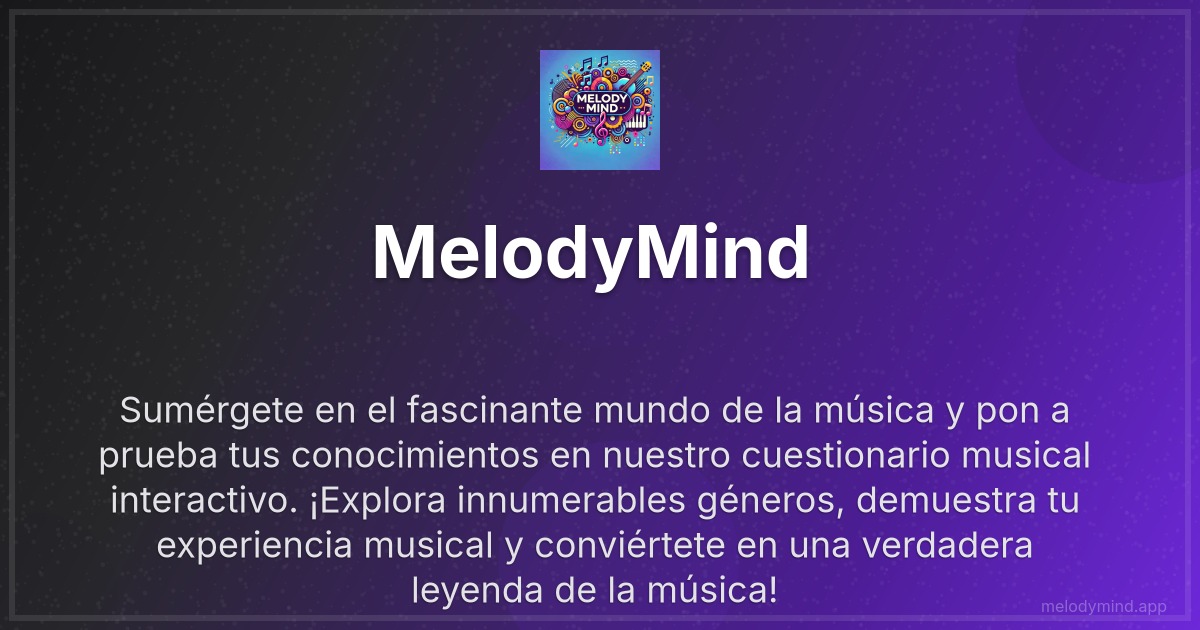 MELODY
MIND
MelodyMind
Sumérgete en el fascinante mundo de la música y pon a
prueba tus conocimientos en nuestro cuestionario musical
interactivo. ¡Explora innumerables géneros, demuestra tu
experiencia musical y conviértete en una verdadera
leyenda de la música!
melodymind.app